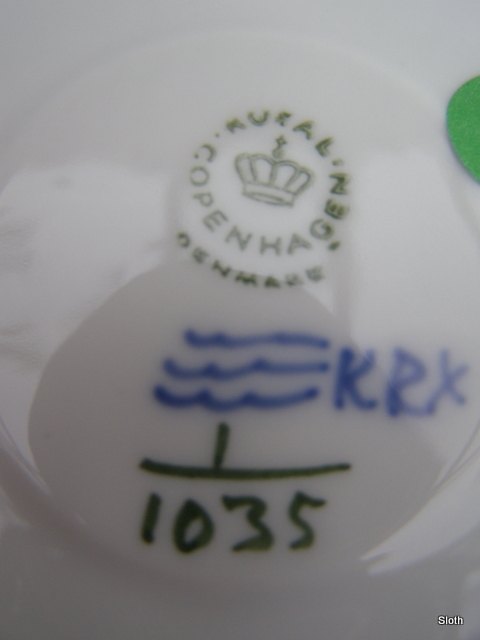 ROYAL
COPENHAGEN
DENMARK
KRX
1
1035
Sloth